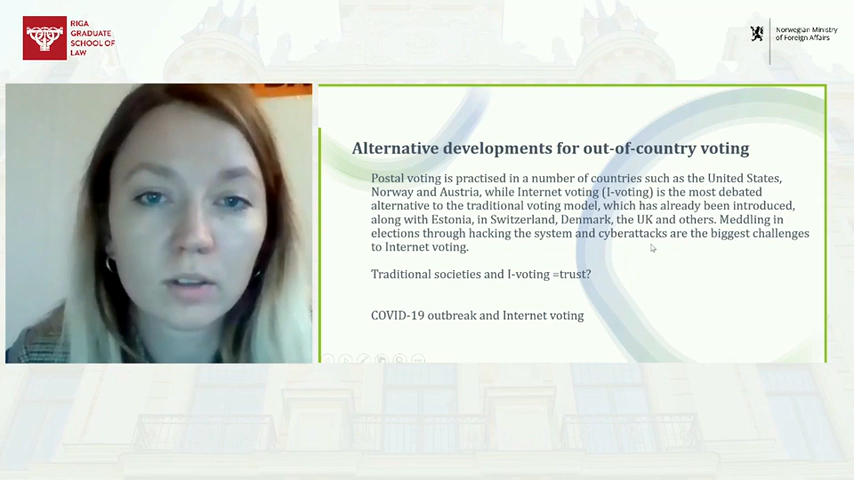 RIGA
GRADUATE
SCHOOL OF
LAW
Norwegian Ministry
of Foreign Affairs
Alternative developments for out-of-country voting
Postal voting is practised in a number of countries such as the United States,
Norway and Austria, while Internet voting (I-voting) is the most debated
alternative to the traditional voting model, which has already been introduced,
along with Estonia, in Switzerland, Denmark, the UK and others. Meddling in
elections through hacking the system and cyberattacks are the biggest challenges
to Internet voting.
Traditional societies and I-voting =trust?
COVID-19 outbreak and Internet voting